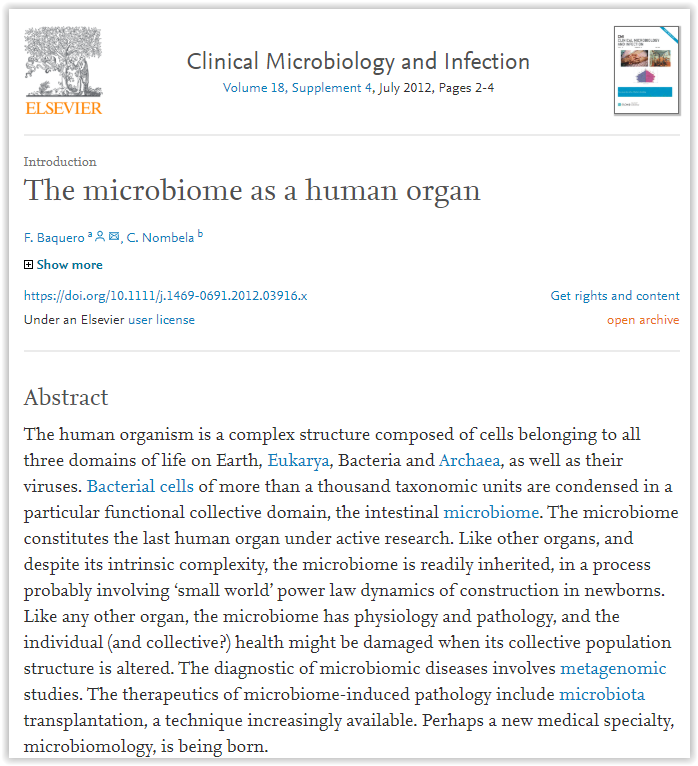 ELSEVIER
Clinical Microbiology and Infection
Volume 18, Supplement 4, July 2012, Pages 2-4
Introduction
The microbiome as a human organ
F. Baquero a, C. Nombela b
Show more
https://doi.org/10.1111/j.1469-0691.2012.03916.x
Get rights and content
Under an Elsevier user license
open archive
Abstract
The human organism is a complex structure composed of cells belonging to all
three domains of life on Earth, Eukarya, Bacteria and Archaea, as well as their
viruses. Bacterial cells of more than a thousand taxonomic units are condensed in a
particular functional collective domain, the intestinal microbiome. The microbiome
constitutes the last human organ under active research. Like other organs, and
despite its intrinsic complexity, the microbiome is readily inherited, in a process
probably involving ‘small world’ power law dynamics of construction in newborns.
Like any other organ, the microbiome has physiology and pathology, and the
individual (and collective?) health might be damaged when its collective population
structure is altered. The diagnostic of microbiomic diseases involves metagenomic
studies. The therapeutics of microbiome-induced pathology include microbiota
transplantation, a technique increasingly available. Perhaps a new medical specialty,
microbiomology, is being born.